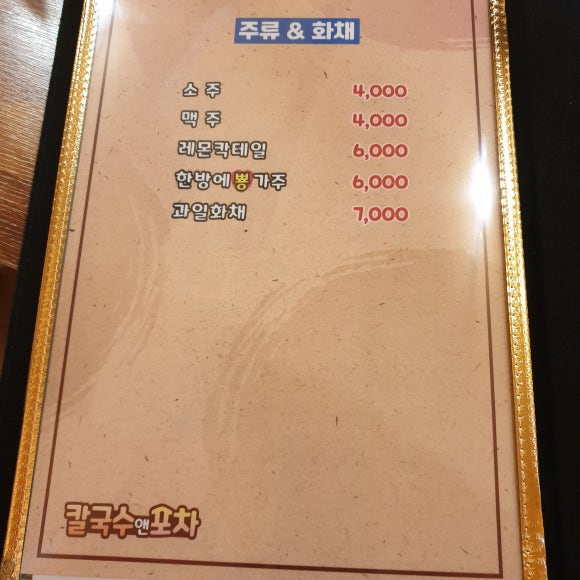 주류 & 화채
소 주 4,000
맥 주 4,000
레몬칵테일 6,000
한방에뿅가주 6,000
과일화채 7,000
칼국수앤포차